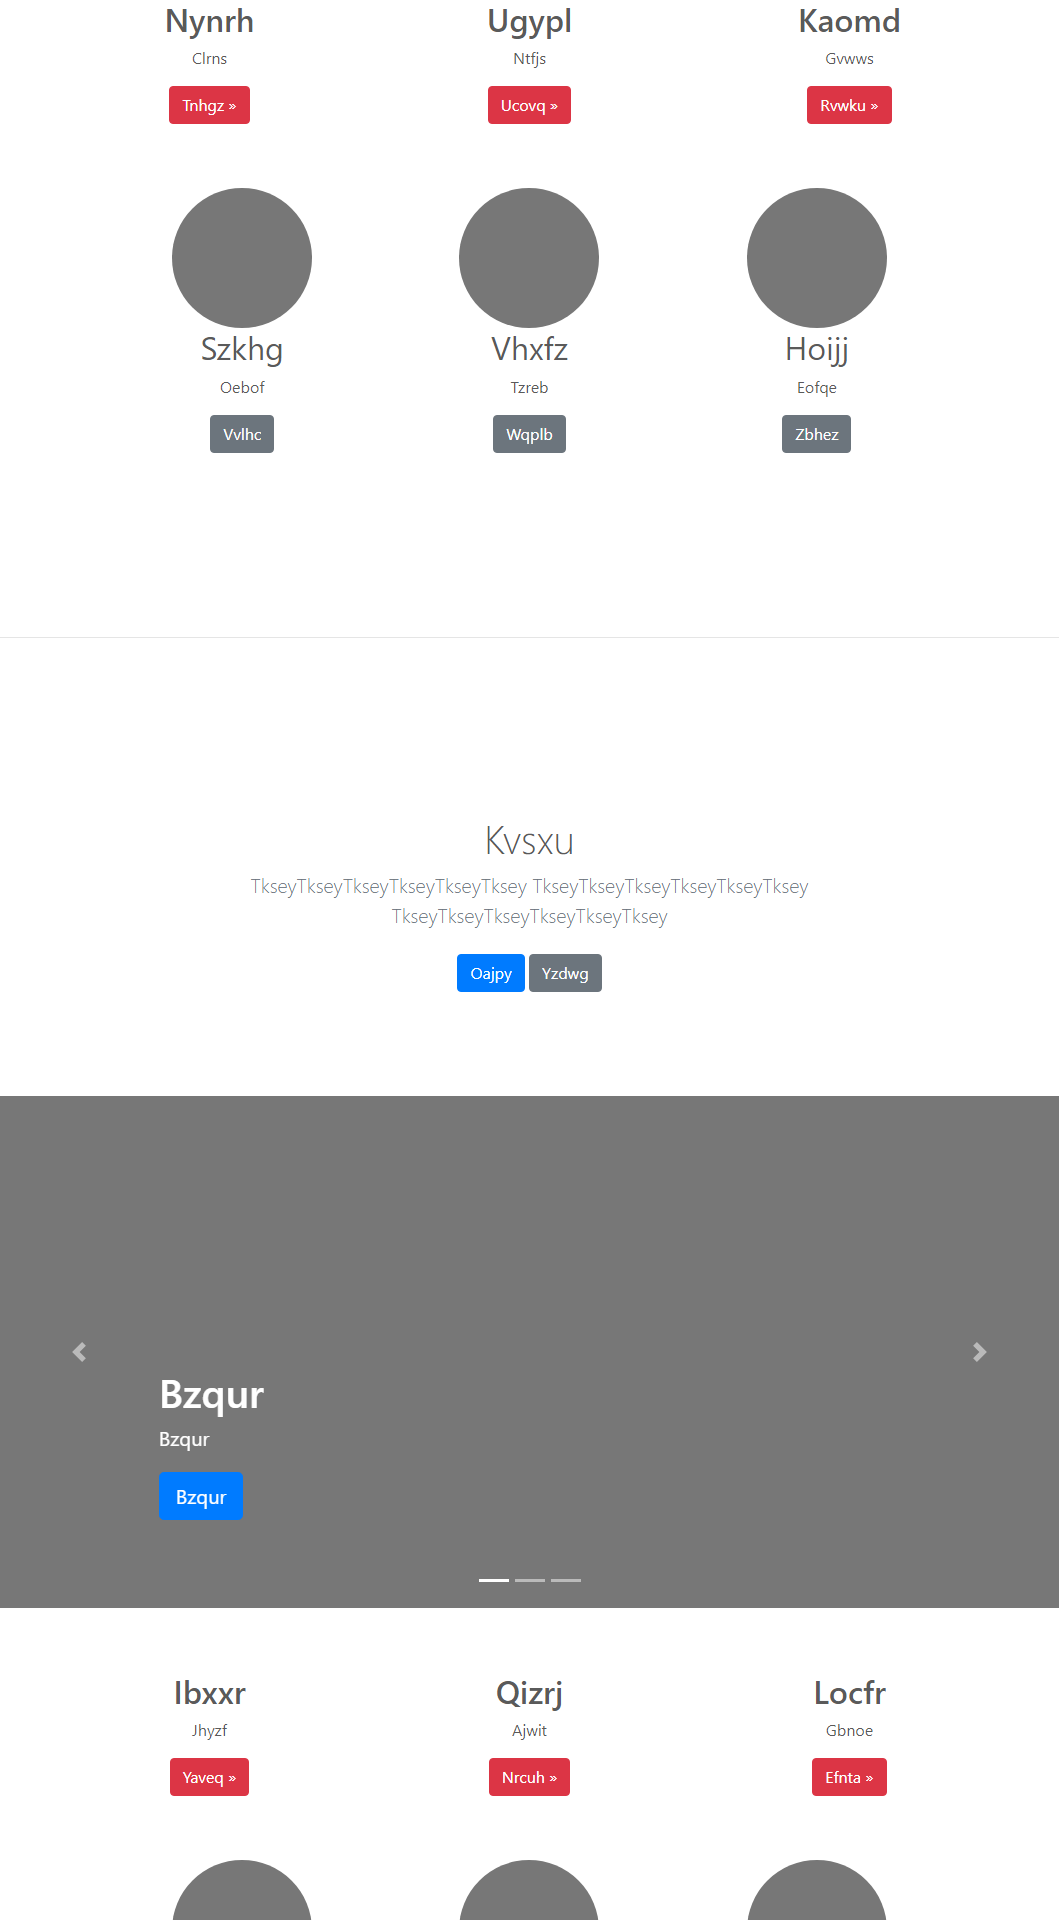 Nynrh
Ugypl
Kaomd
Clrns
Ntfjs
Gvwws
Tnhgz »
Ucovq »
Rvwku »
Szkhg
Vhxfz
Hoijj
Oebof
Tzreb
Eofqe
Vvlhc
Wqplb
Zbhez
Kvsxu
TkseyTkseyTkseyTkseyTkseyTksey TkseyTkseyTkseyTkseyTkseyTksey
TkseyTkseyTkseyTkseyTkseyTksey
Oajpy
Yzdwg
Bzqur
Bzqur
Bzqur
Ibxxr
Qizrj
Locfr
Jhyzf
Ajwit
Gbnoe
Yaveq »
Nrcuh »
Efnta »